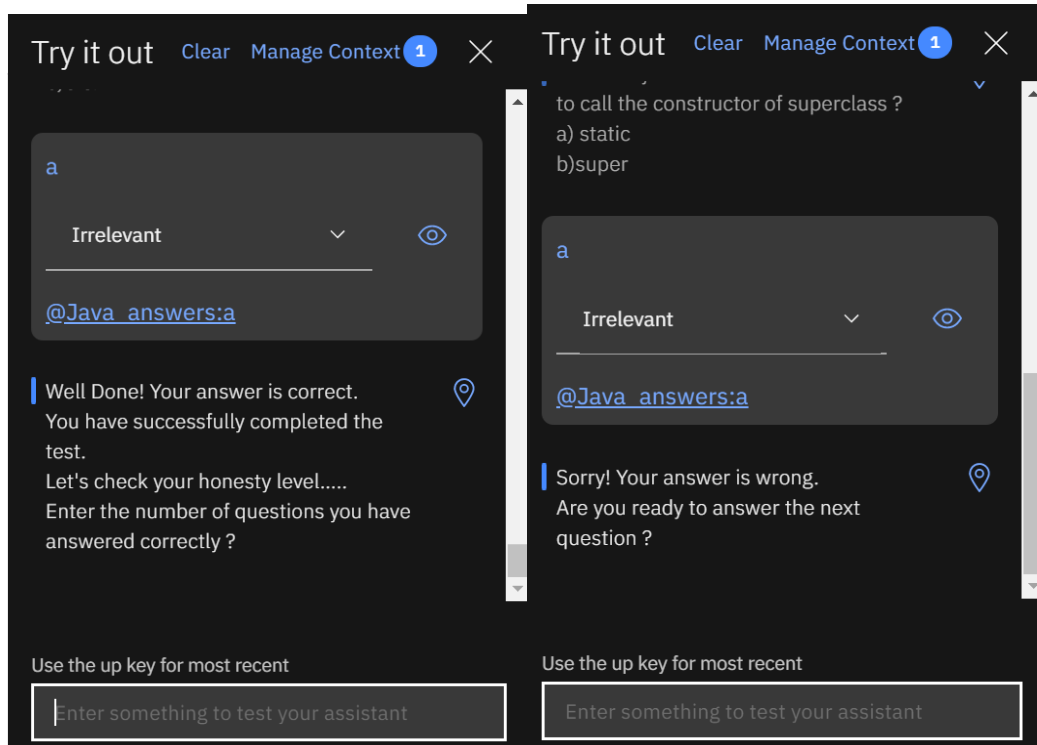 Try it out Clear Manage Context 1
a
Irrelevant
@Java_answers:a
Well Done! Your answer is correct.
You have successfully completed the
test.
Let's check your honesty level.....
Enter the number of questions you have
answered correctly ?
Use the up key for most recent
Enter something to test your assistant
Try it out Clear Manage Context 1
to call the constructor of superclass ?
a) static
b)super
a
Irrelevant
@Java_answers:a
Sorry! Your answer is wrong.
Are you ready to answer the next
question ?
Use the up key for most recent
Enter something to test your assistant